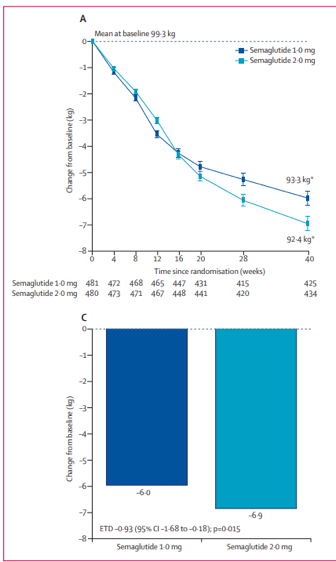 A
Mean at baseline 99·3 kg
Semaglutide 1·0 mg
Semaglutide 2·0 mg
Change from baseline (kg)
0
–1
–2
–3
–4
–5
–6
–7
–8
93·3 kg*
92·4 kg*
0 4 8 12 16 20 28 40
Time since randomisation (weeks)
Semaglutide 1·0 mg 481 472 468 465 447 431 415 425
Semaglutide 2·0 mg 480 473 471 467 448 441 420 434
C
Change from baseline (kg)
0
–1
–2
–3
–4
–5
–6
–7
–8
–6·0
–6·9
ETD –0·93 (95% CI –1·68 to –0·18); p=0·015
Semaglutide 1·0 mg Semaglutide 2·0 mg